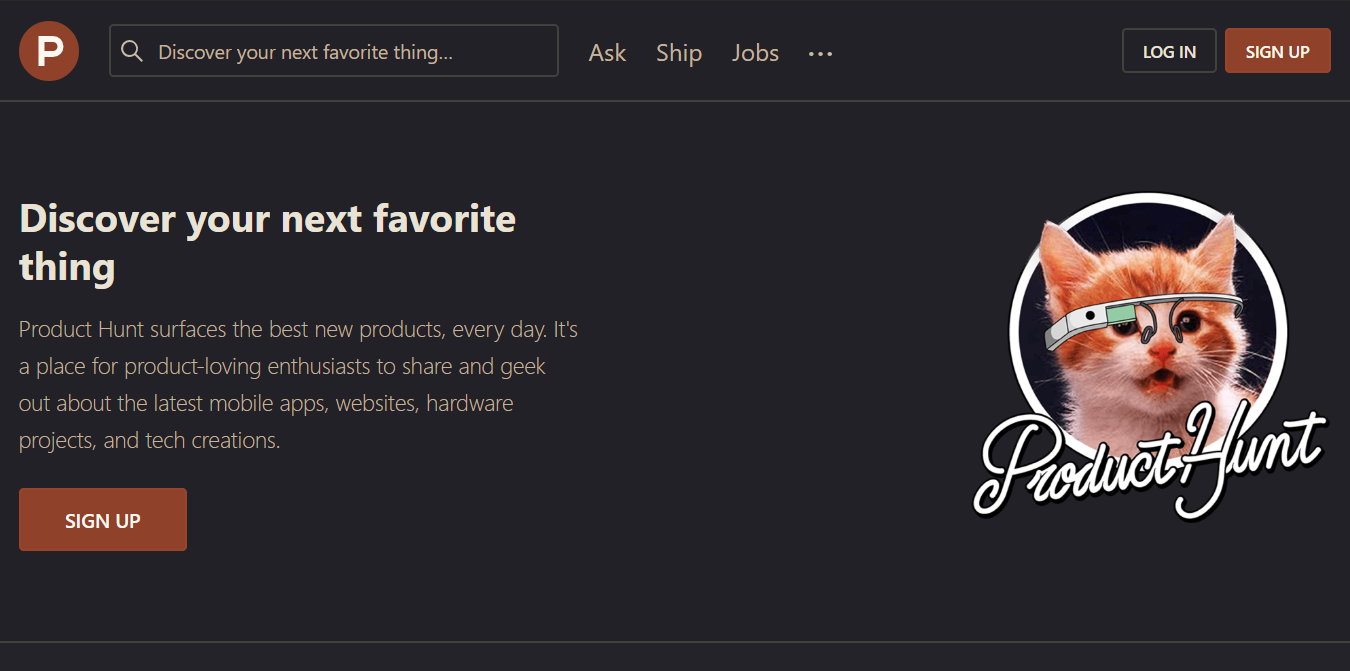 P
Discover your next favorite thing...
Ask
Ship
Jobs
LOG IN
SIGN UP
Discover your next favorite
thing
Product Hunt surfaces the best new products, every day. It's
a place for product-loving enthusiasts to share and geek
out about the latest mobile apps, websites, hardware
projects, and tech creations.
SIGN UP
Product Hunt